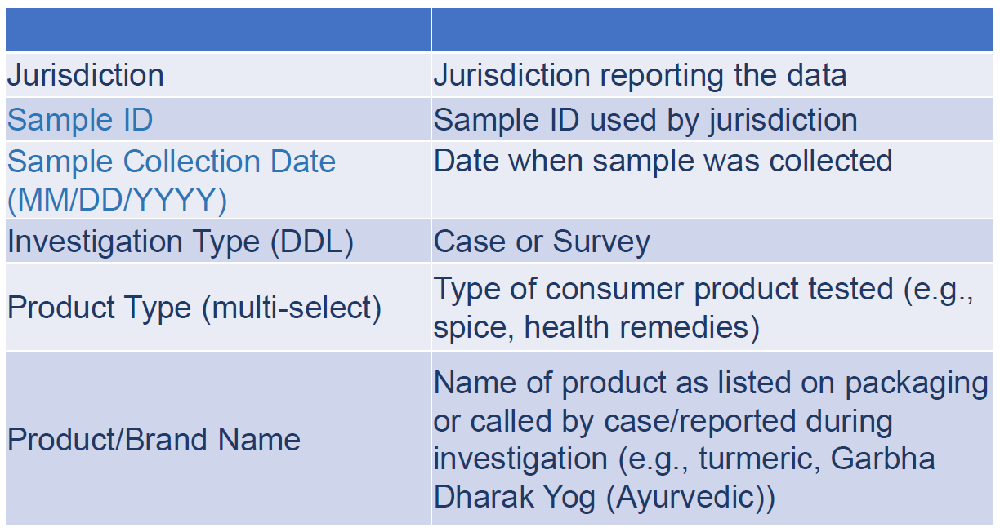 Jurisdiction
Jurisdiction reporting the data
Sample ID
Sample ID used by jurisdiction
Sample Collection Date
(MM/DD/YYYY)
Date when sample was collected
Investigation Type (DDL)
Case or Survey
Product Type (multi-select)
Type of consumer product tested (e.g.,
spice, health remedies)
Product/Brand Name
Name of product as listed on packaging
or called by case/reported during
investigation (e.g., turmeric, Garbha
Dharak Yog (Ayurvedic))